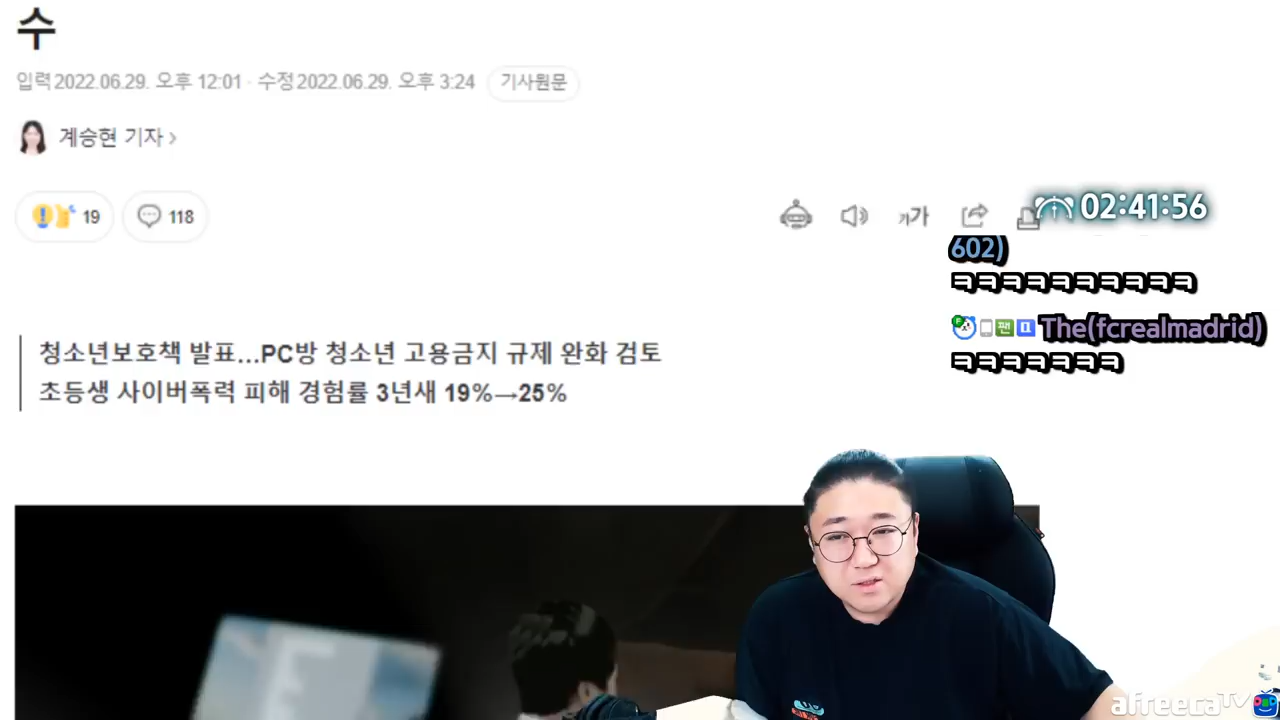 수
입력 2022.06.29. 오후 12:01 · 수정 2022.06.29. 오후 3:24 기사원문
계승현 기자 >
19 118
가가 02:41:56
602)
ㅋㅋㅋㅋㅋㅋㅋㅋㅋㅋ
F 팬 The(fcrealmadrid)
ㅋㅋㅋㅋㅋㅋㅋ
청소년보호책 발표…PC방 청소년 고용금지 규제 완화 검토
초등생 사이버폭력 피해 경험률 3년새 19%→25%
afreecaTV